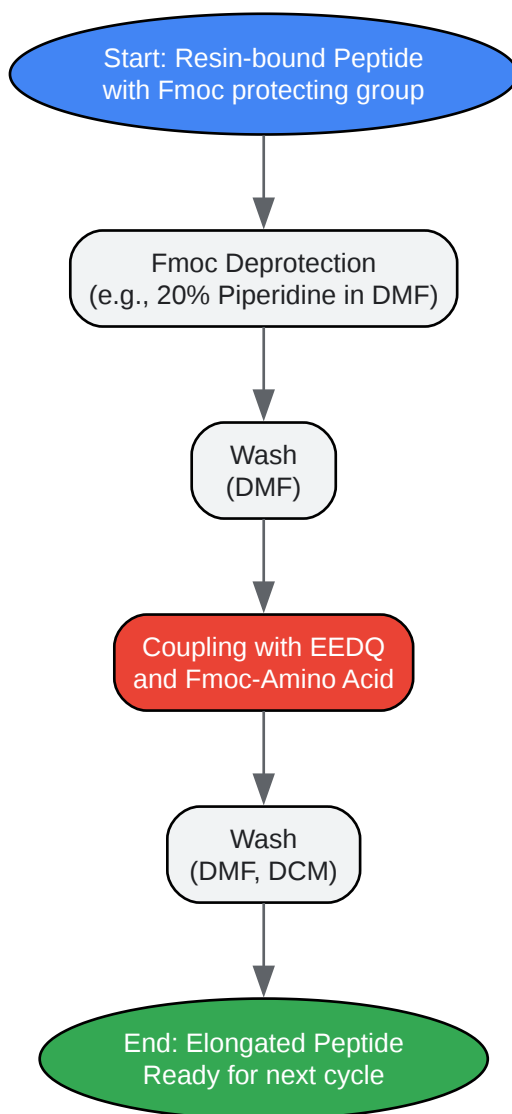 Start: Resin-bound Peptide
with Fmoc protecting group
Fmoc Deprotection
(e.g., 20% Piperidine in DMF)
Wash
(DMF)
Coupling with EEDQ
and Fmoc-Amino Acid
Wash
(DMF, DCM)
End: Elongated Peptide
Ready for next cycle